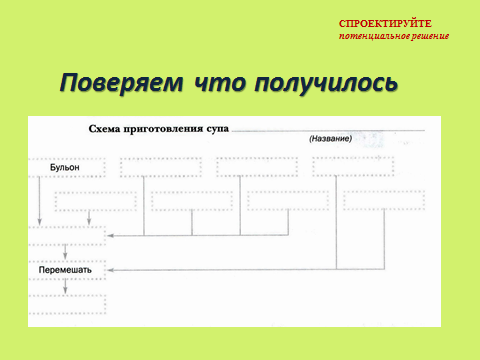 СПРОЕКТИРУЙТЕ
потенциальное решение
Поверяем что получилось
Схема приготовления супа
(Название)
Бульон
Перемешать